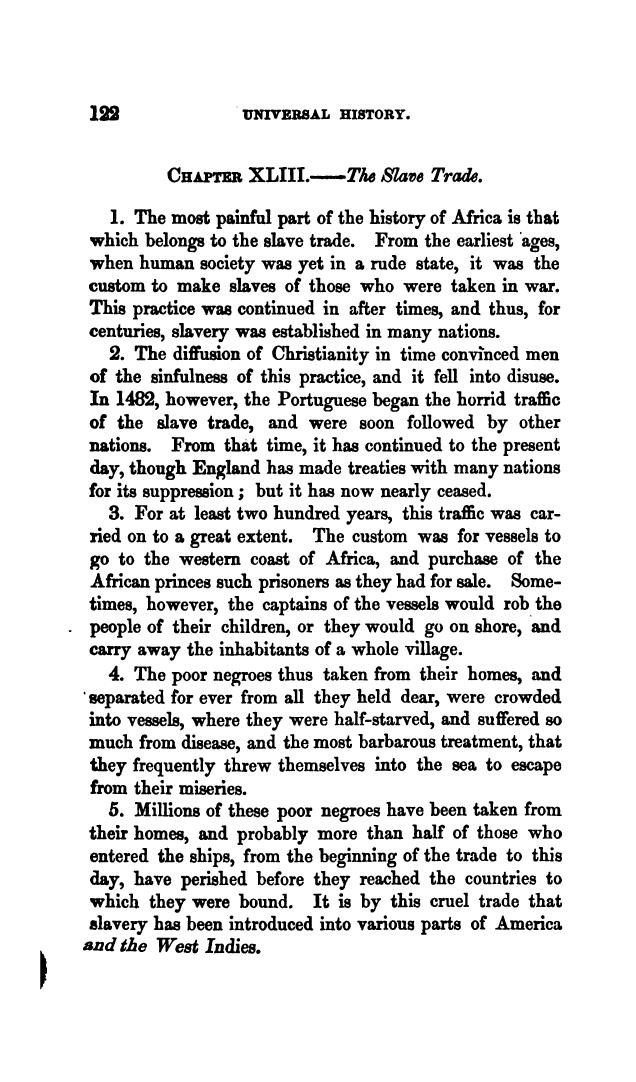 122 UNIVERSAL HISTORY.
CHAPTER XLIII.—The Slave Trade.
1. The most painful part of the history of Africa is that
which belongs to the slave trade. From the earliest ages,
when human society was yet in a rude state, it was the
custom to make slaves of those who were taken in war.
This practice was continued in after times, and thus, for
centuries, slavery was established in many nations.
2. The diffusion of Christianity in time convinced men
of the sinfulness of this practice, and it fell into disuse.
In 1482, however, the Portuguese began the horrid traffic
of the slave trade, and were soon followed by other
nations. From that time, it has continued to the present
day, though England has made treaties with many nations
for its suppression; but it has now nearly ceased.
3. For at least two hundred years, this traffic was car-
ried on to a great extent. The custom was for vessels to
go to the western coast of Africa, and purchase of the
African princes such prisoners as they had for sale. Some-
times, however, the captains of the vessels would rob the
people of their children, or they would go on shore, and
carry away the inhabitants of a whole village.
4. The poor negroes thus taken from their homes, and
separated for ever from all they held dear, were crowded
into vessels, where they were half-starved, and suffered so
much from disease, and the most barbarous treatment, that
they frequently threw themselves into the sea to escape
from their miseries.
5. Millions of these poor negroes have been taken from
their homes, and probably more than half of those who
entered the ships, from the beginning of the trade to this
day, have perished before they reached the countries to
which they were bound. It is by this cruel trade that
slavery has been introduced into various parts of America
and the West Indies.